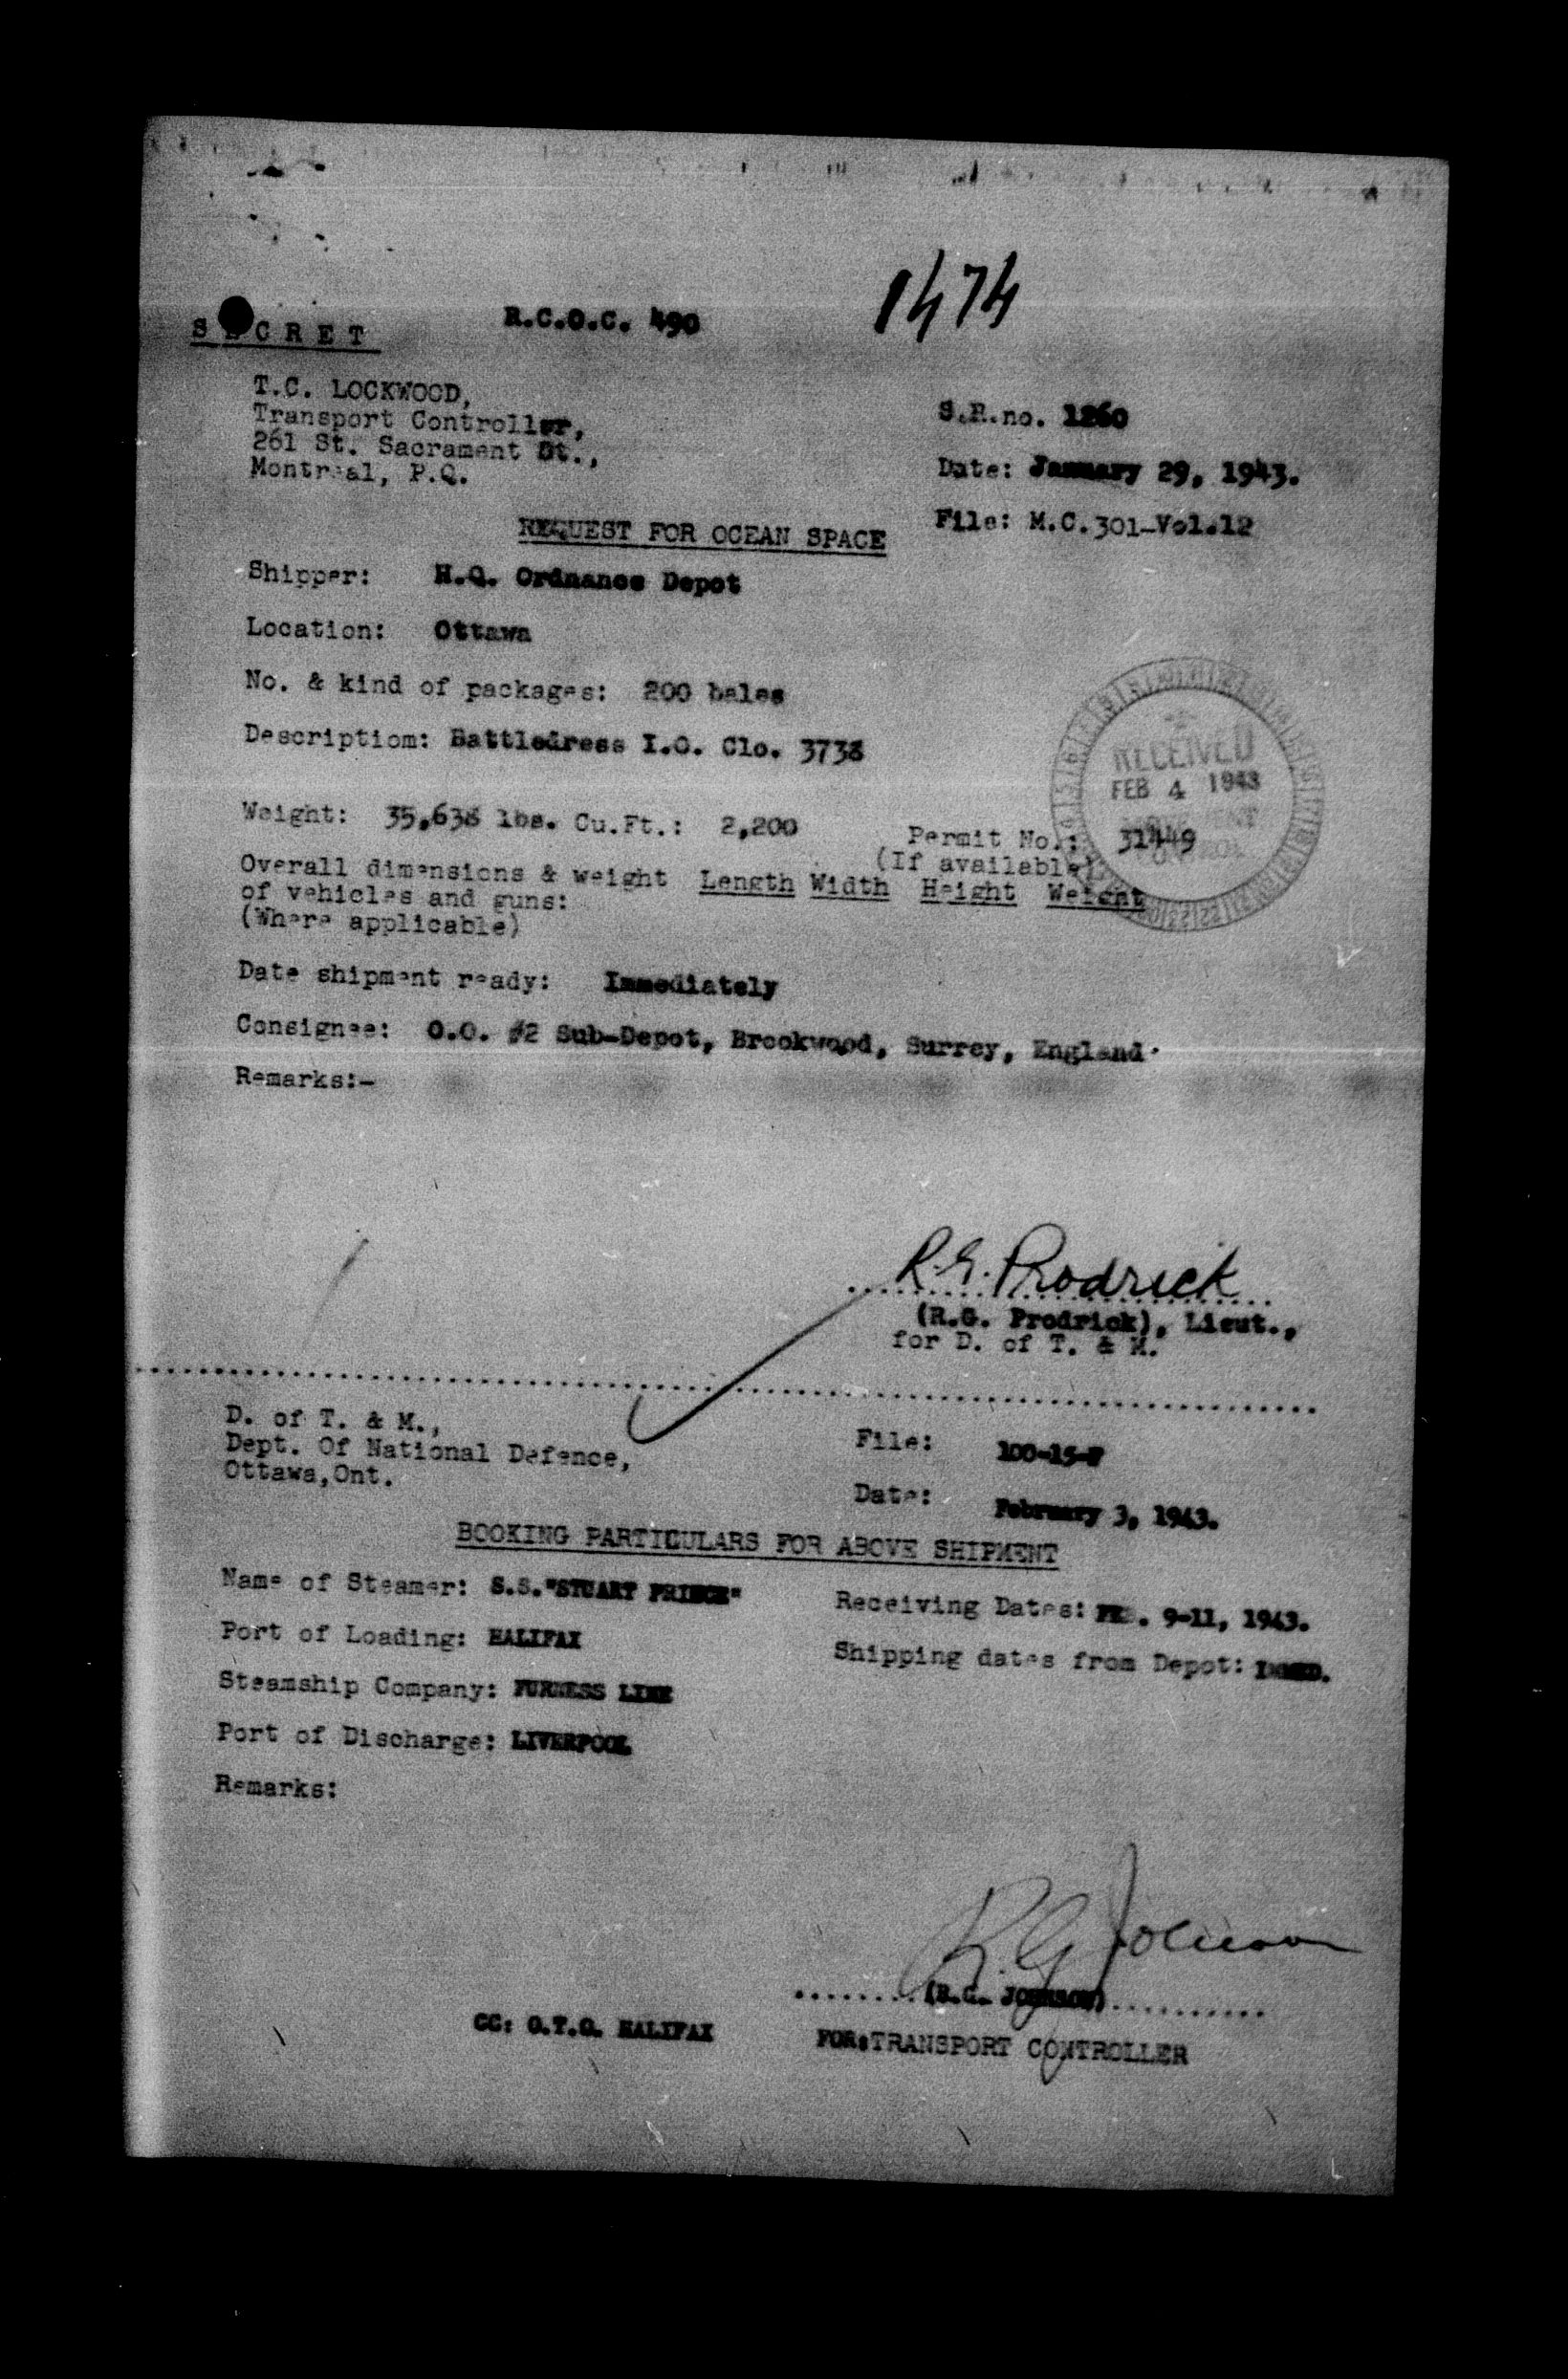 1474
SECRET
R.C.O.C. 490
T.C. LOCKWOOD,
Transport Controller,
261 St. Sacrament St.,
Montreal, P.Q.
S.R.no. 1260
Date: January 29, 1943.
File: M.C.301-Vol.12
REQUEST FOR OCEAN SPACE
Shipper: H.Q. Ordnance Depot
Location: Ottawa
No. & kind of packages: 200 bales
Descriptiom: Battledress I.O. Clo. 3738
RECEIVED
FEB 4 1943
MOVEMENT
CONTROL
Weight: 35,638 lbs. Cu.Ft.: 2,200 Permit No.: 31449
(If available)
Overall dimensions & weight Length Width Height Weight
of vehicles and guns:
(Where applicable)
Date shipment ready: Immediately
Consignee: O.O. #2 Sub-Depot, Brookwood, Surrey, England.
Remarks:-
R.G. Prodrick
(R.G. Prodrick), Lieut.,
for D. of T. & M.
D. of T. & M.,
Dept. Of National Defence,
Ottawa,Ont.
File: 100-15-
Date: February 3, 1943.
BOOKING PARTICULARS FOR ABOVE SHIPMENT
Name of Steamer: S.S."STUART PRINCE"
Receiving Dates: FEB. 9-11, 1943.
Port of Loading: HALIFAX
Shipping dates from Depot: IMMED.
Steamship Company: FURNESS LINE
Port of Discharge: LIVERPOOL
Remarks:
R G Johnson
(R.G. JOHNSON)
CC: O.T.O. HALIFAX
FOR:TRANSPORT CONTROLLER